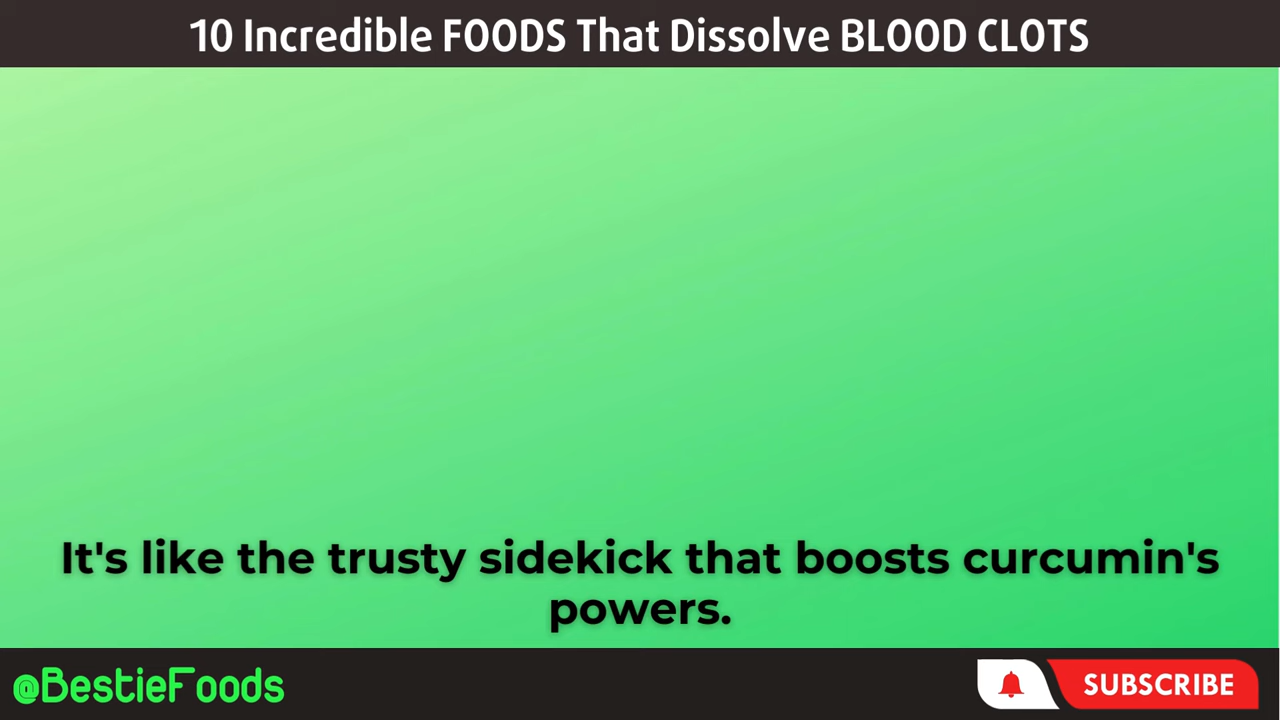 10 Incredible FOODS That Dissolve BLOOD CLOTS
It's like the trusty sidekick that boosts curcumin's
powers.
@BestieFoods
SUBSCRIBE